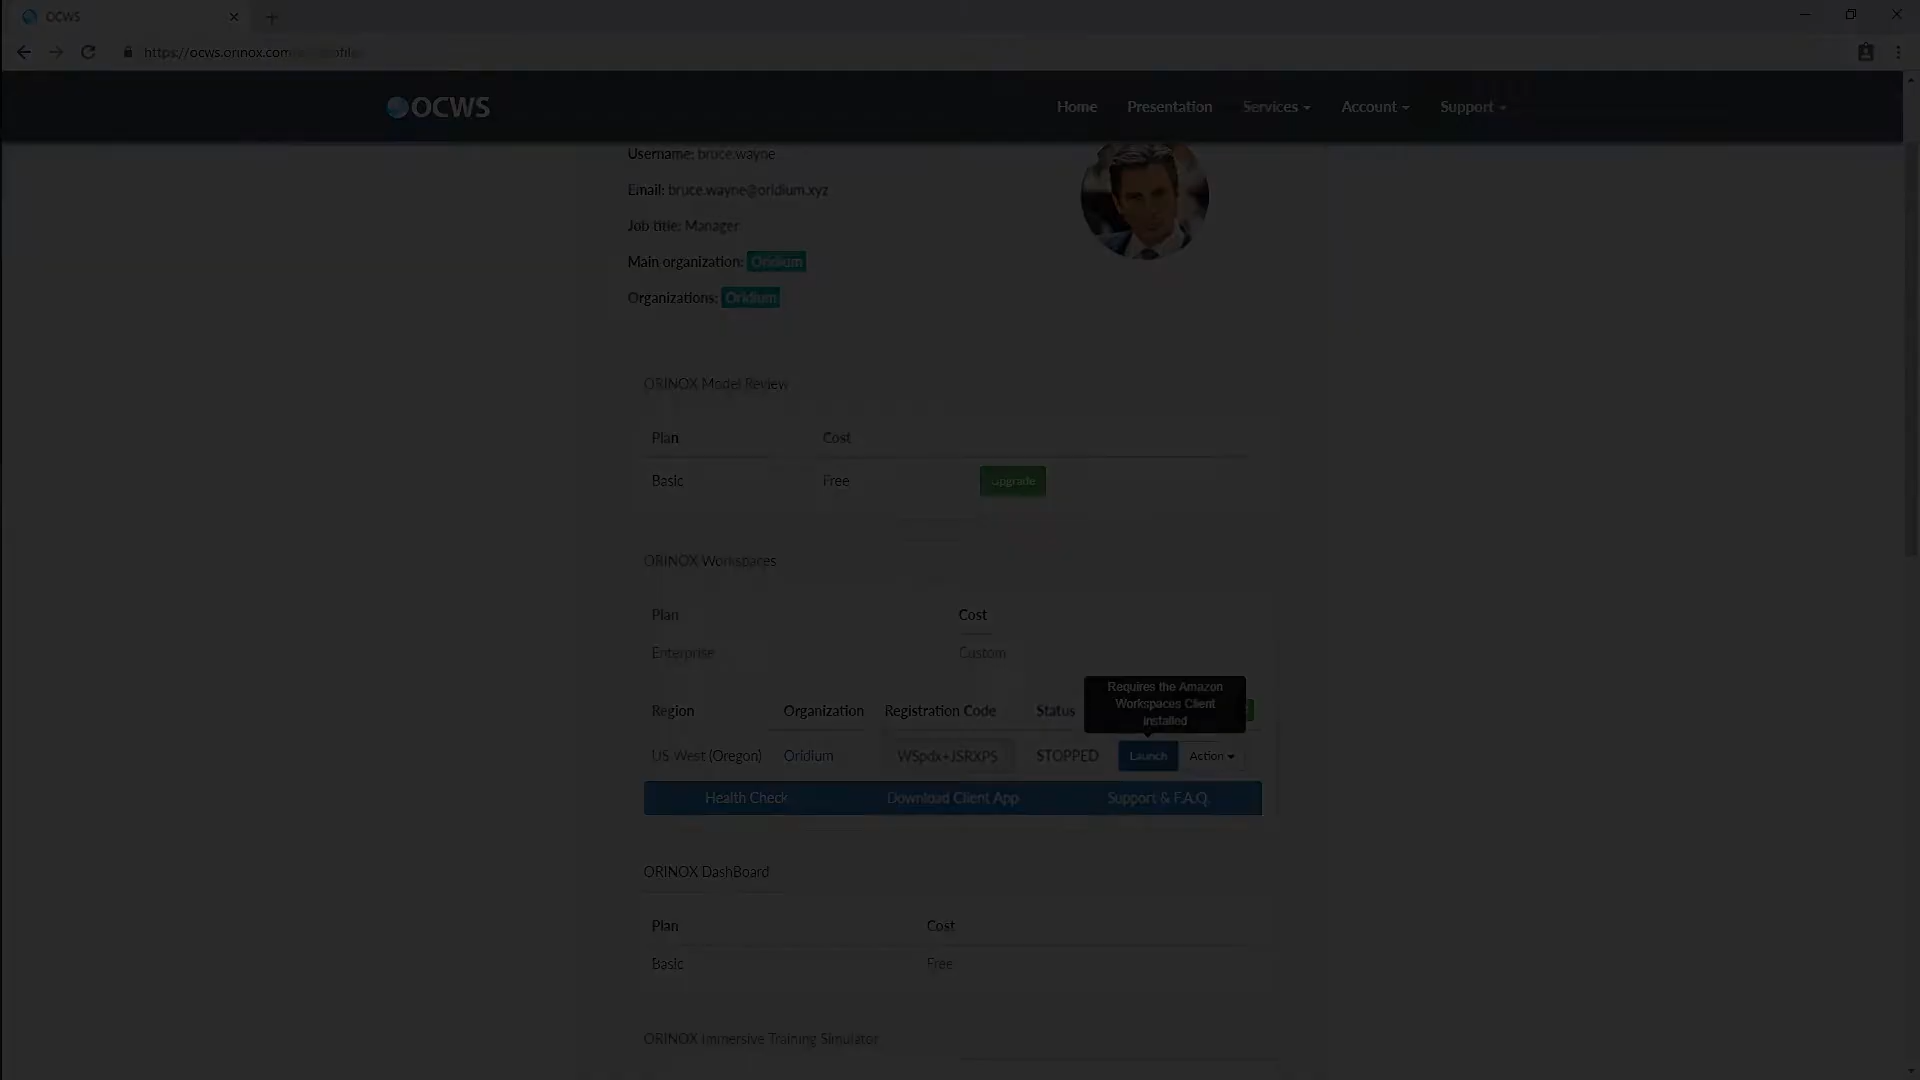 OCWS
https://ocws.orinox.com
OCWS
Home Presentation Services Account Support
Username: bruce.wayne
Email: bruce.wayne@oridium.xyz
Job title: Manager
Main organization: Oridium
Organizations: Oridium
ORINOX Model Review
Plan Cost
Basic Free Upgrade
ORINOX Workspaces
Plan Cost
Enterprise Custom
Requires the Amazon
Workspaces Client
installed
Region Organization Registration Code Status
US West (Oregon) Oridium WSpdx+JSRXPS STOPPED Launch Action
Health Check Download Client App Support & F.A.Q.
ORINOX DashBoard
Plan Cost
Basic Free
ORINOX Immersive Training Simulator